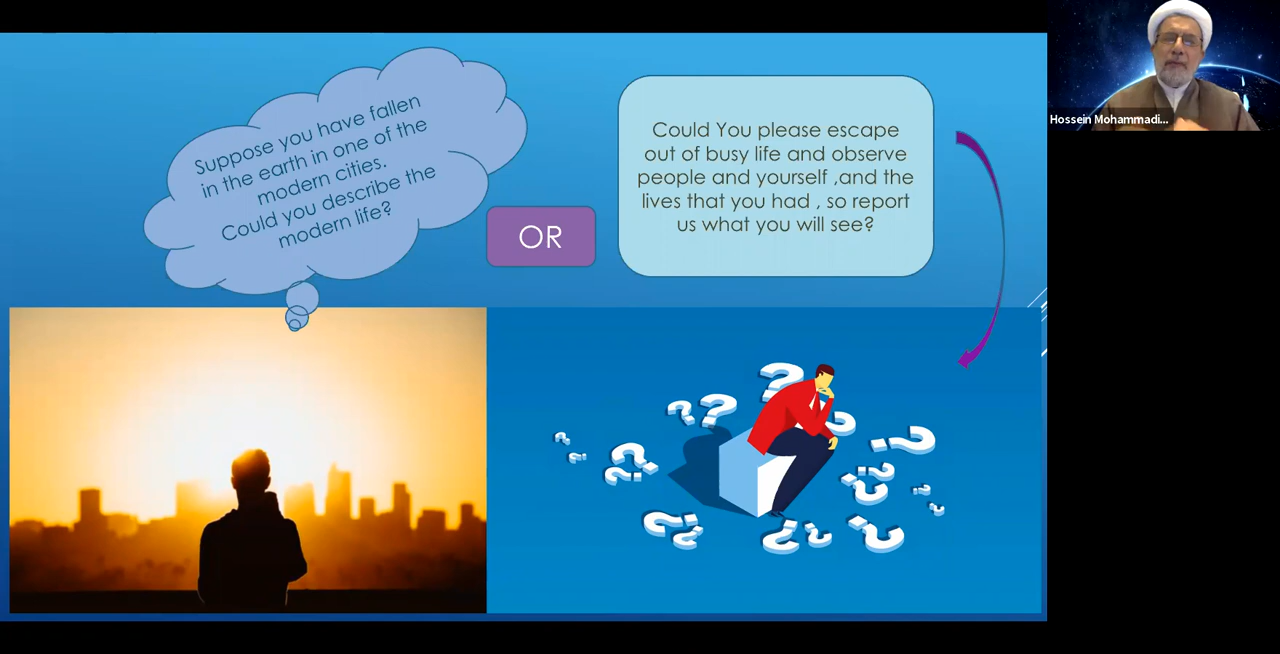 Suppose you have fallen
in the earth in one of the
modern cities.
Could you describe the
modern life?
OR
Could You please escape
out of busy life and observe
people and yourself ,and the
lives that you had , so report
us what you will see?
Hossein Mohammadi...